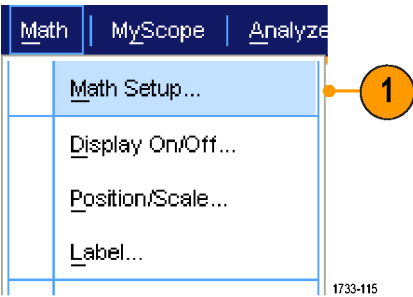 Math | MyScope | Analyze
Math Setup...
1
Display On/Off...
Position/Scale...
Label...
1733-115